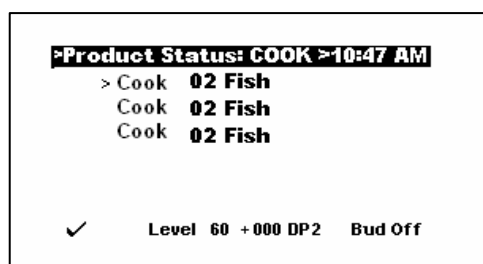 >Product Status: COOK >10:47 AM
> Cook 02 Fish
Cook 02 Fish
Cook 02 Fish
✓ Level 60 +000 DP2 Bud Off